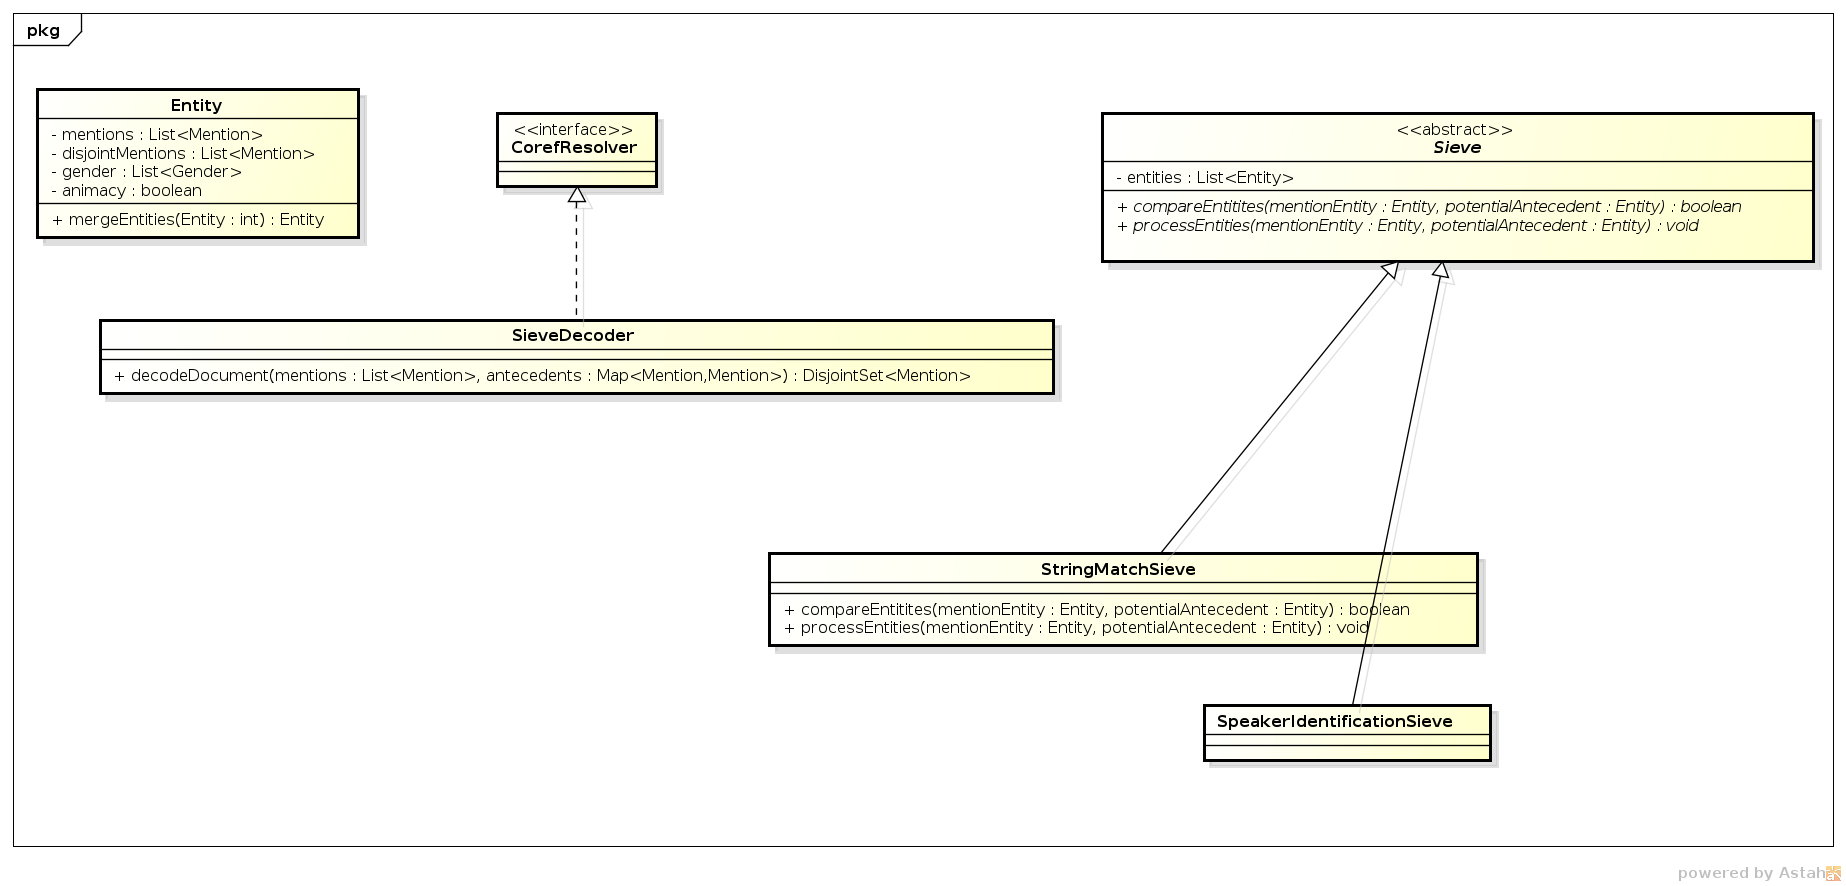 pkg
Entity
- mentions : List<Mention>
- disjointMentions : List<Mention>
- gender : List<Gender>
- animacy : boolean
+ mergeEntities(Entity : int) : Entity
<<interface>>
CorefResolver
<<abstract>>
Sieve
- entities : List<Entity>
+ compareEntitites(mentionEntity : Entity, potentialAntecedent : Entity) : boolean
+ processEntities(mentionEntity : Entity, potentialAntecedent : Entity) : void
SieveDecoder
+ decodeDocument(mentions : List<Mention>, antecedents : Map<Mention,Mention>) : DisjointSet<Mention>
StringMatchSieve
+ compareEntitites(mentionEntity : Entity, potentialAntecedent : Entity) : boolean
+ processEntities(mentionEntity : Entity, potentialAntecedent : Entity) : void
SpeakerIdentificationSieve
powered by Astah